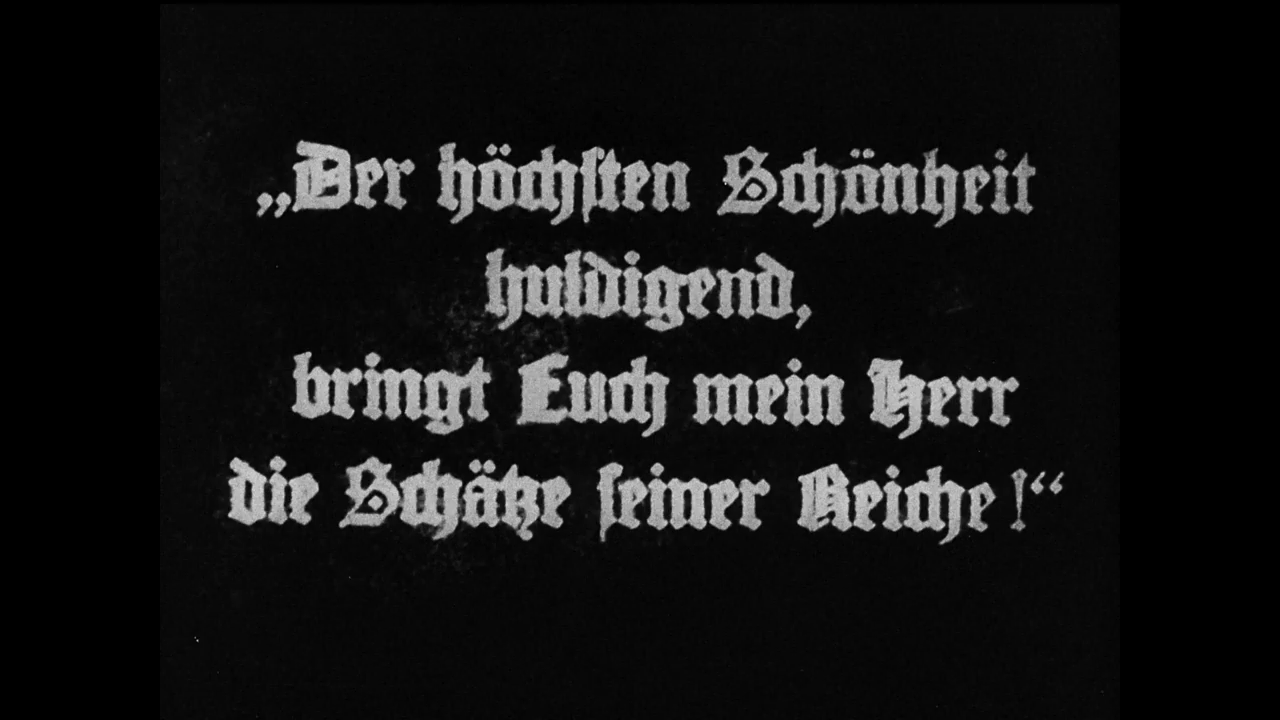 „Der höchſten Schönheit
huldigend,
bringt Euch mein Herr
die Schätze ſeiner Reiche!“